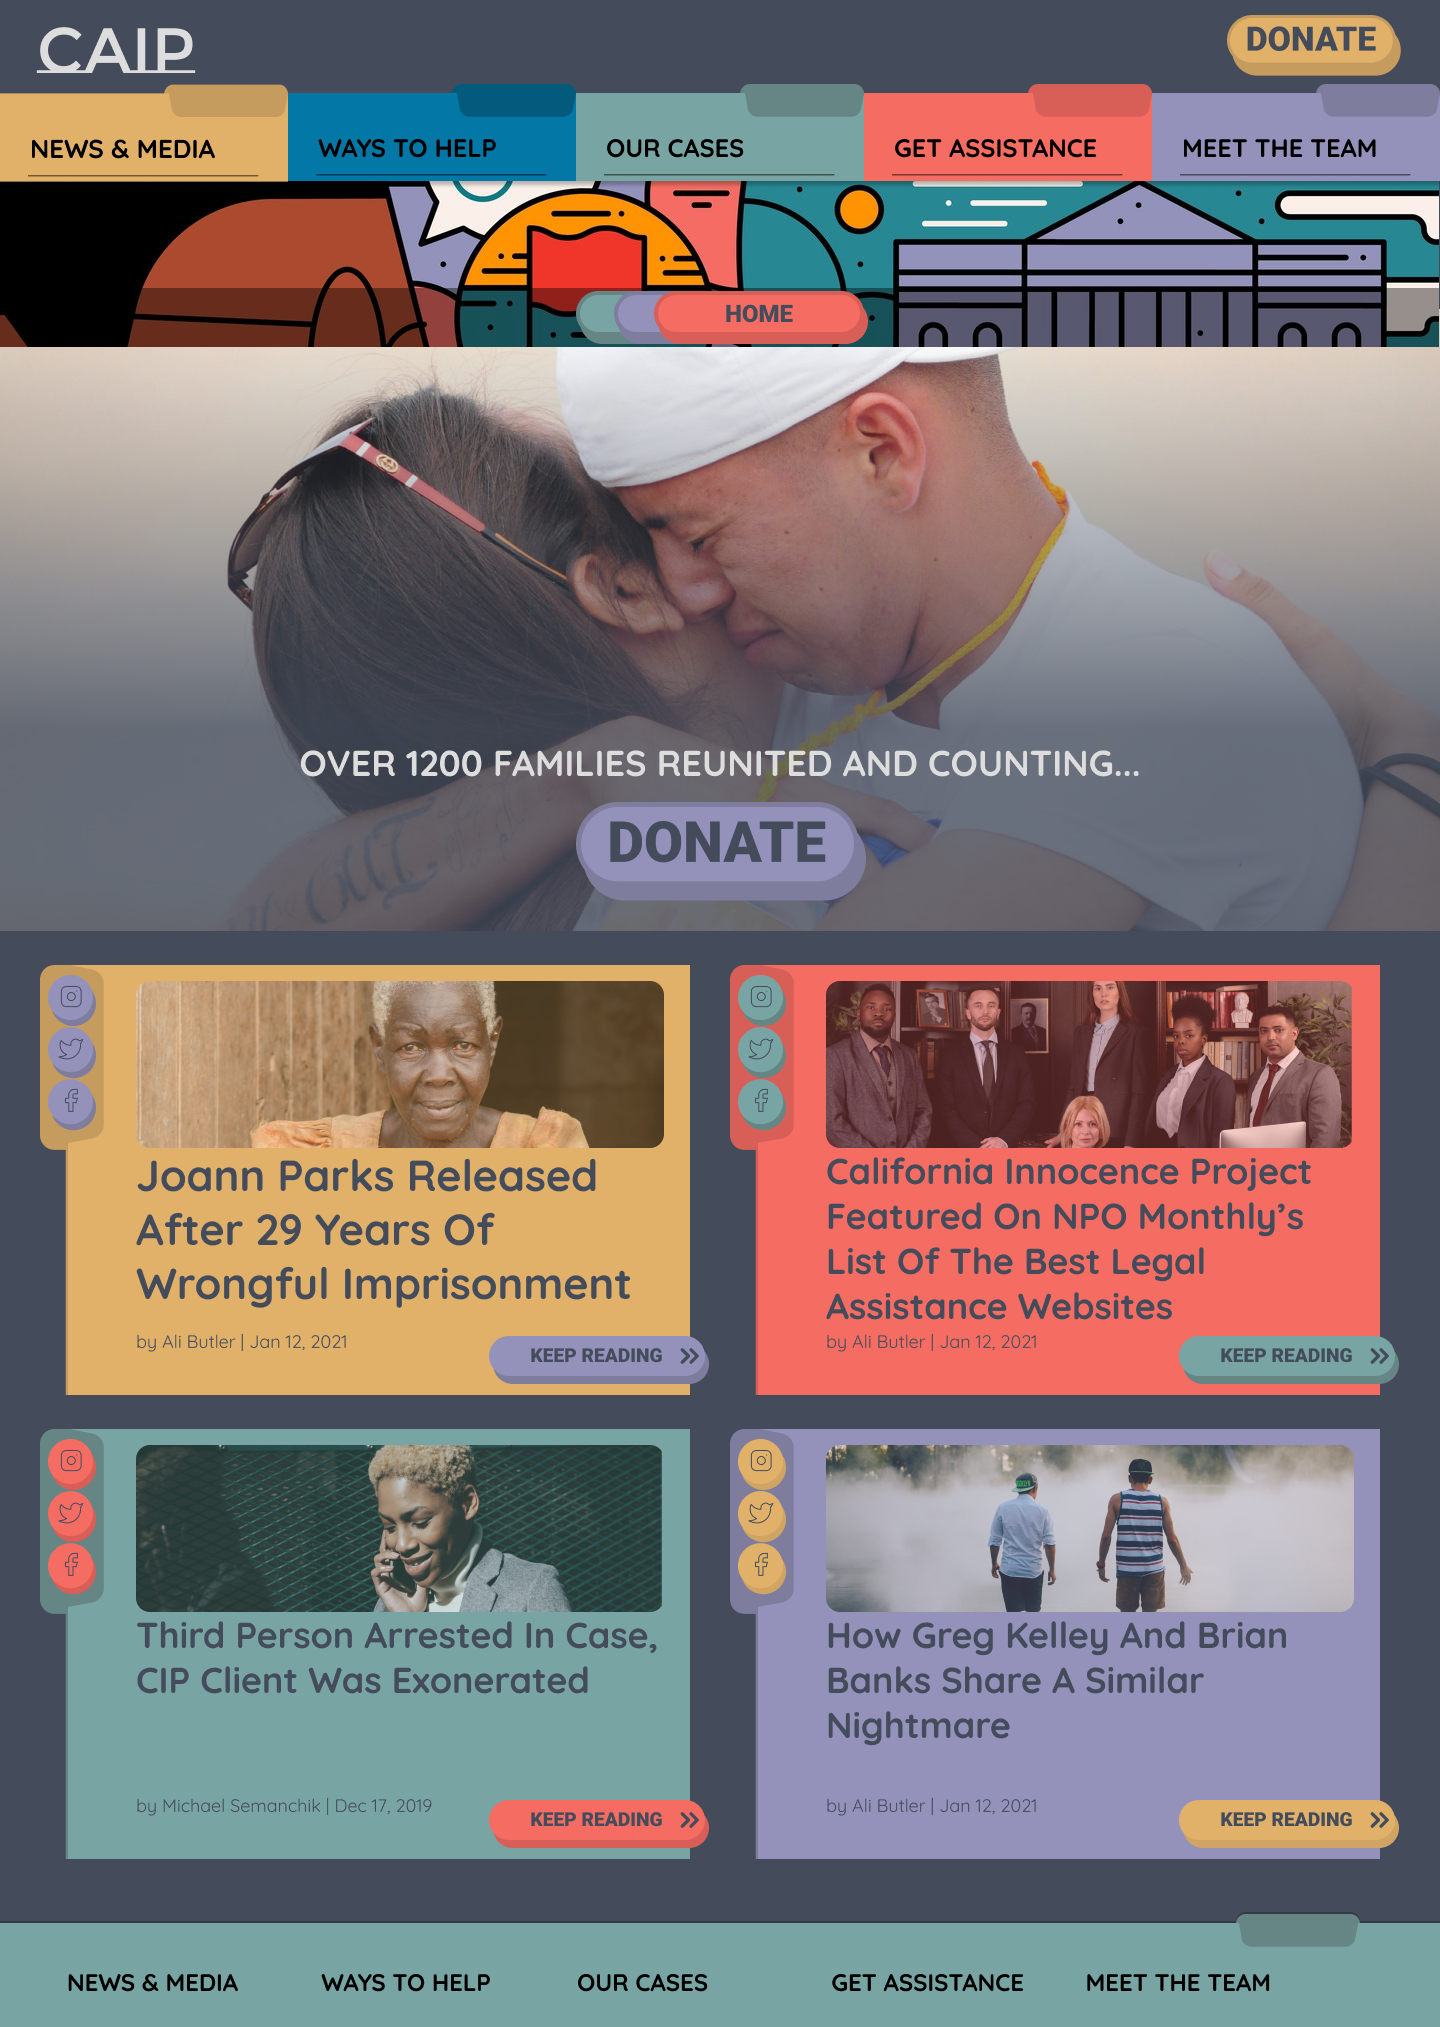 CAIP
DONATE
NEWS & MEDIA
WAYS TO HELP
OUR CASES
GET ASSISTANCE
MEET THE TEAM
HOME
OVER 1200 FAMILIES REUNITED AND COUNTING...
DONATE
Joann Parks Released
After 29 Years Of
Wrongful Imprisonment
by Ali Butler | Jan 12, 2021
KEEP READING
California Innocence Project
Featured On NPO Monthly’s
List Of The Best Legal
Assistance Websites
by Ali Butler | Jan 12, 2021
KEEP READING
Third Person Arrested In Case,
CIP Client Was Exonerated
by Michael Semanchik | Dec 17, 2019
KEEP READING
How Greg Kelley And Brian
Banks Share A Similar
Nightmare
by Ali Butler | Jan 12, 2021
KEEP READING
NEWS & MEDIA
WAYS TO HELP
OUR CASES
GET ASSISTANCE
MEET THE TEAM